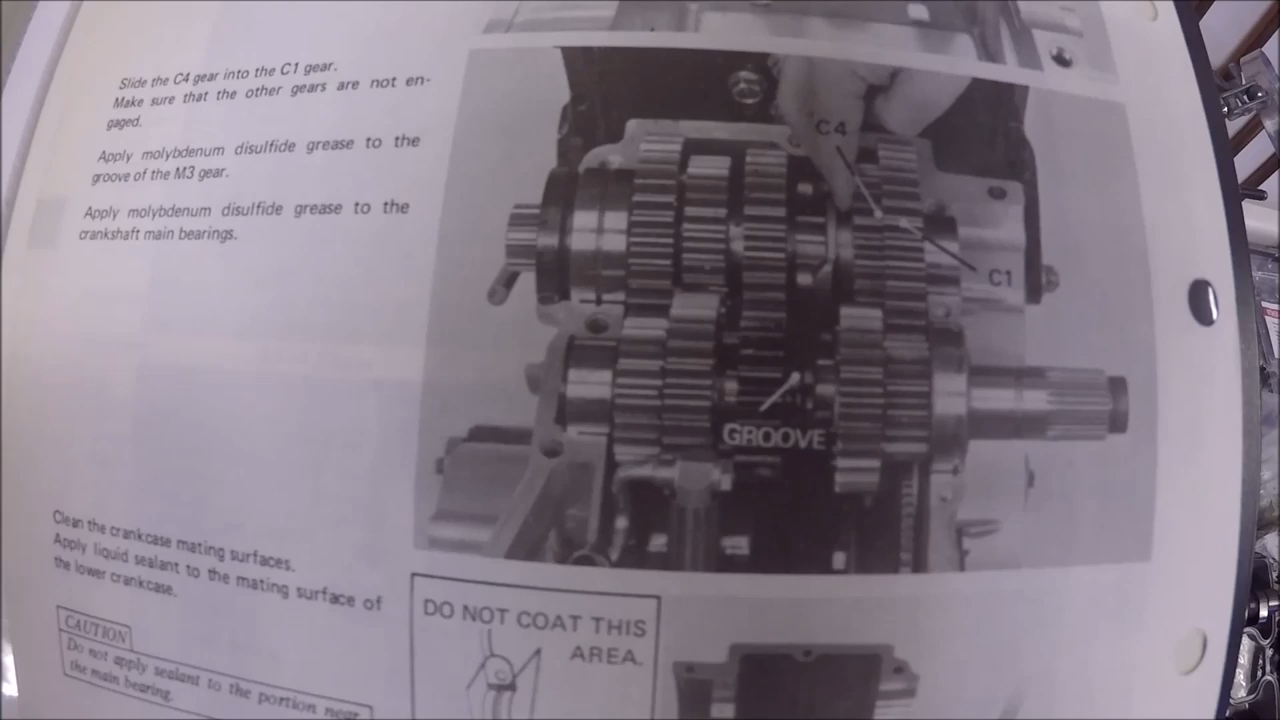 Slide the C4 gear into the C1 gear.
Make sure that the other gears are not en-
gaged.
Apply molybdenum disulfide grease to the
groove of the M3 gear.
Apply molybdenum disulfide grease to the
crankshaft main bearings.
C4
C1
GROOVE
Clean the crankcase mating surfaces.
Apply liquid sealant to the mating surface of
the lower crankcase.
CAUTION
Do not apply sealant to the portion near
the main bearing.
DO NOT COAT THIS
AREA.